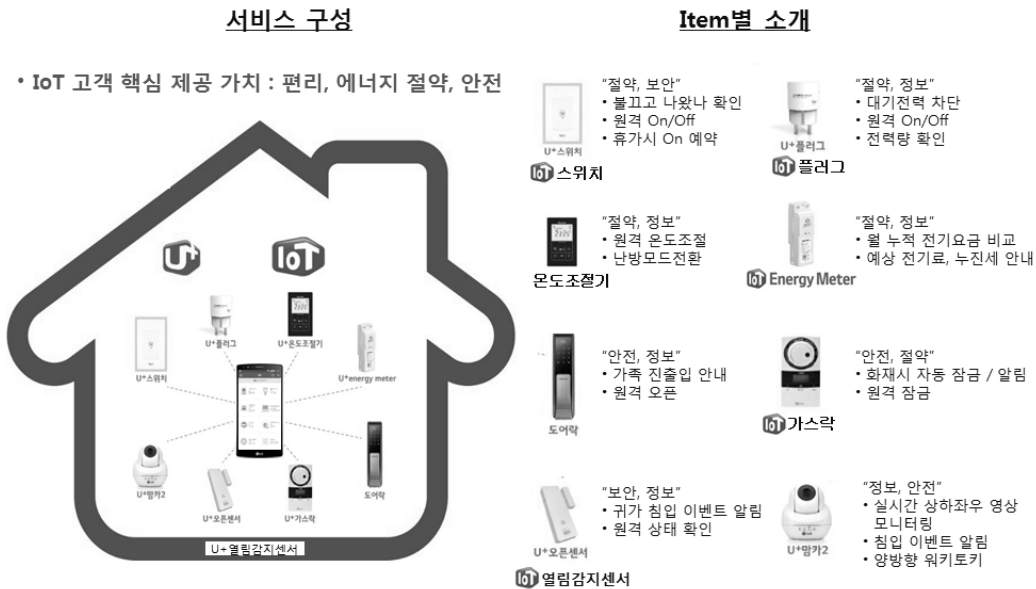 서비스 구성
• IoT 고객 핵심 제공 가치 : 편리, 에너지 절약, 안전
U+
IoT
U+플러그
U+온도조절기
U+스위치
U+energy meter
U+맘카2
도어락
U+오픈센서
U+가스락
U+열림감지센서
Item별 소개
"절약, 보안"
• 불끄고 나왔나 확인
• 원격 On/Off
• 휴가시 On 예약
U+스위치
IoT 스위치
"절약, 정보"
• 대기전력 차단
• 원격 On/Off
• 전력량 확인
U+플러그
IoT 플러그
"절약, 정보"
• 원격 온도조절
• 난방모드전환
온도조절기
"절약, 정보"
• 월 누적 전기요금 비교
• 예상 전기료, 누진세 안내
IoT Energy Meter
"안전, 정보"
• 가족 진출입 안내
• 원격 오픈
도어락
"안전, 절약"
• 화재시 자동 잠금 / 알림
• 원격 잠금
IoT 가스락
"보안, 정보"
• 귀가 침입 이벤트 알림
• 원격 상태 확인
U+오픈센서
IoT 열림감지센서
"정보, 안전"
• 실시간 상하좌우 영상
모니터링
• 침입 이벤트 알림
• 양방향 워키토키
U+맘카2